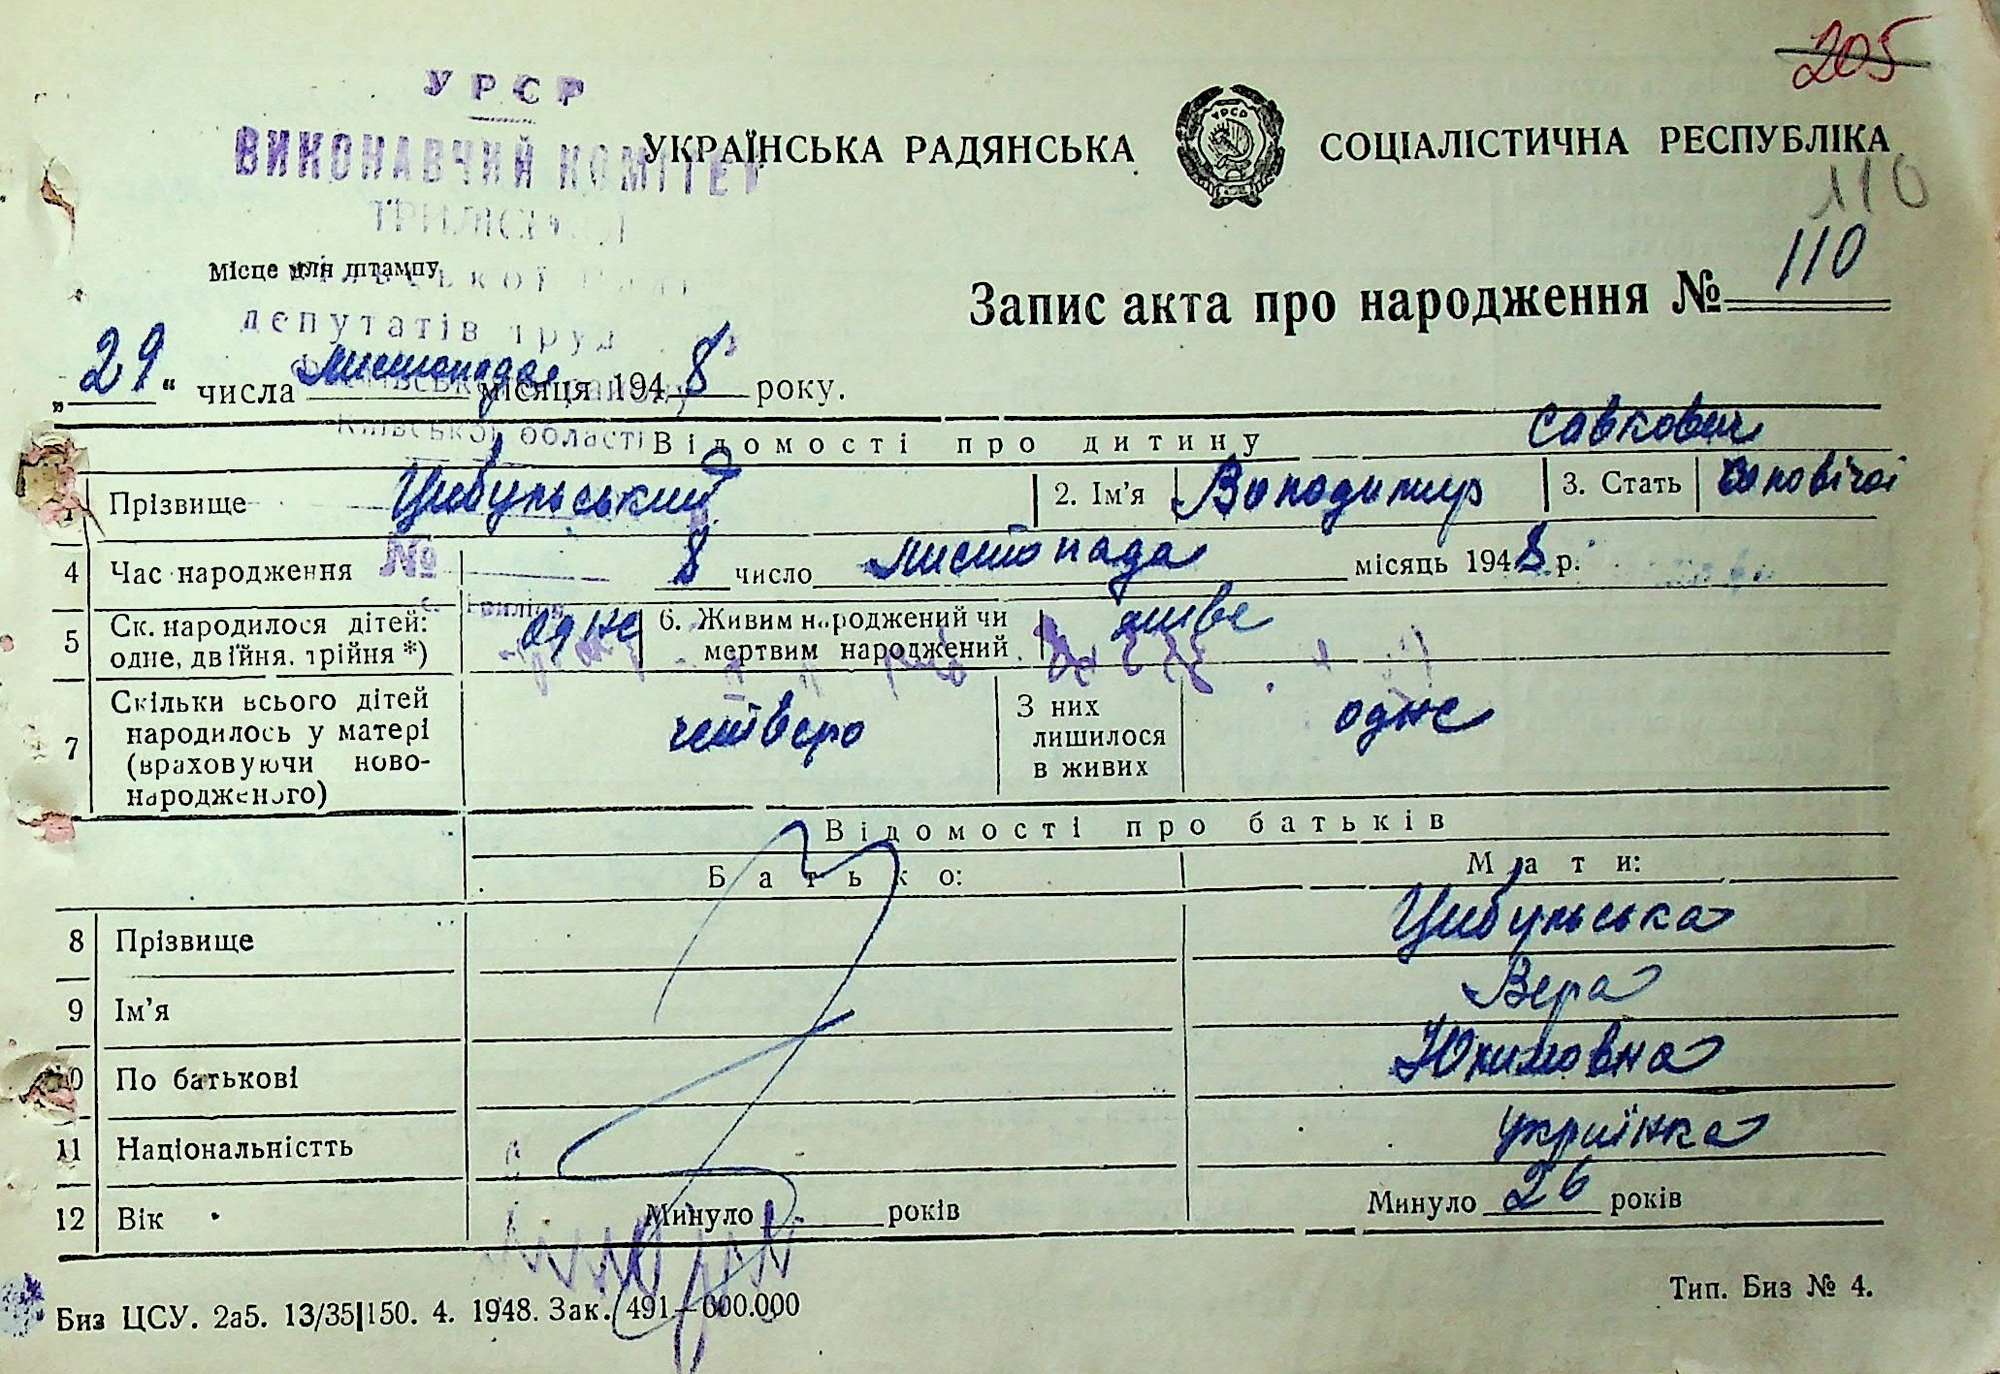 205
УРСР
ВИКОНАВЧИЙ КОМІТЕТ
УКРАЇНСЬКА РАДЯНСЬКА СОЦІАЛІСТИЧНА РЕСПУБЛІКА
110
Місце для штампу
депутатів труд
Київської області
Запис акта про народження № 110
„29“ числа листопада місяця 1948 року.
Відомості про дитину
Савкович
1 Прізвище Цибульський 2. Ім'я Володимир 3. Стать чоловічої
№
4 Час народження 8 число листопада місяць 1948 р.
5 Ск. народилося дітей: одне, двійня, трійня *) одне 6. Живим народжений чи мертвим народжений живе
7 Скільки всього дітей народилось у матері (враховуючи ново-народженого) четверо З них лишилося в живих одне
Відомості про батьків
Батько: Мати:
8 Прізвище Цибульська
9 Ім'я Вера
10 По батькові Юхимовна
11 Національністть українка
12 Вік Минуло років Минуло 26 років
Биз ЦСУ. 2а5. 13/35|150. 4. 1948. Зак. 491—600.000 Тип. Биз № 4.